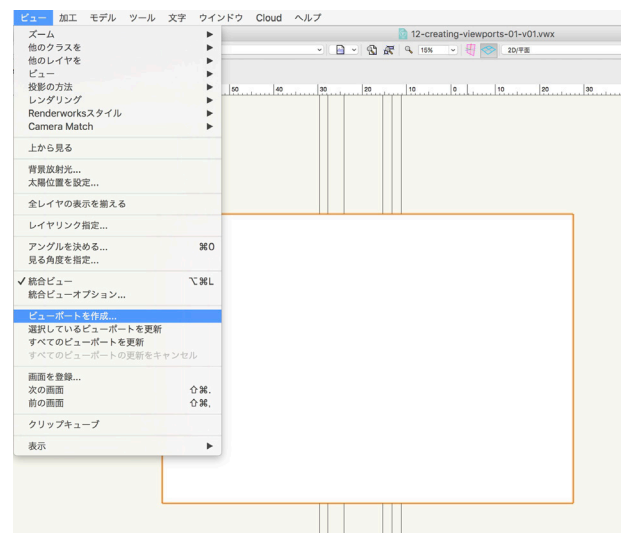 ビュー 加工 モデル ツール 文字 ウインドウ Cloud ヘルプ
12-creating-viewports-01-v01.vwx
15% 2D/平面
50 40 30 20 10 0 10 20 30
ズーム
他のクラスを
他のレイヤを
ビュー
投影の方法
レンダリング
Renderworksスタイル
Camera Match
上から見る
背景放射光...
太陽位置を設定...
全レイヤの表示を揃える
レイヤリンク指定...
アングルを決める... ⌘0
見る角度を指定...
✓ 統合ビュー ⌥⌘L
統合ビューオプション...
ビューポートを作成...
選択しているビューポートを更新
すべてのビューポートを更新
すべてのビューポートの更新をキャンセル
画面を登録...
次の画面 ⇧⌘.
前の画面 ⇧⌘,
クリップキューブ
表示